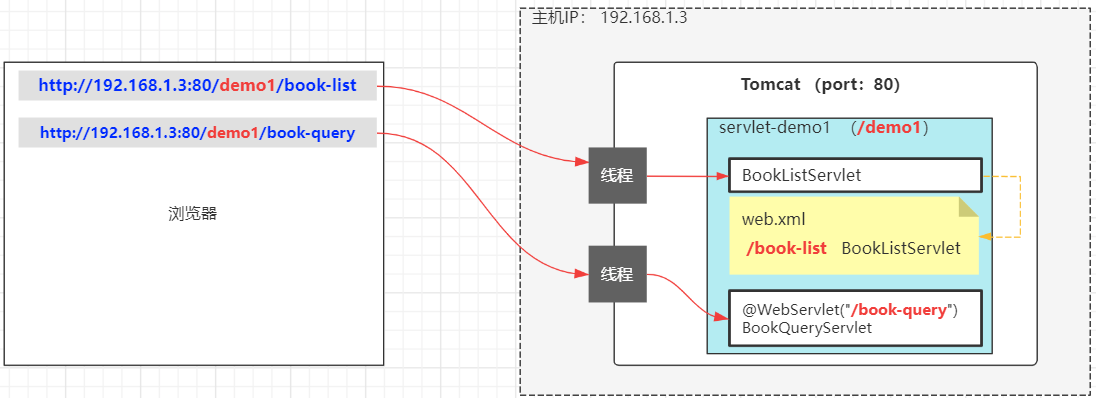 主机IP： 192.168.1.3
http://192.168.1.3:80/demo1/book-list
http://192.168.1.3:80/demo1/book-query
浏览器
Tomcat （port：80）
servlet-demo1 （/demo1）
线程
BookListServlet
web.xml
/book-list BookListServlet
线程
@WebServlet("/book-query")
BookQueryServlet